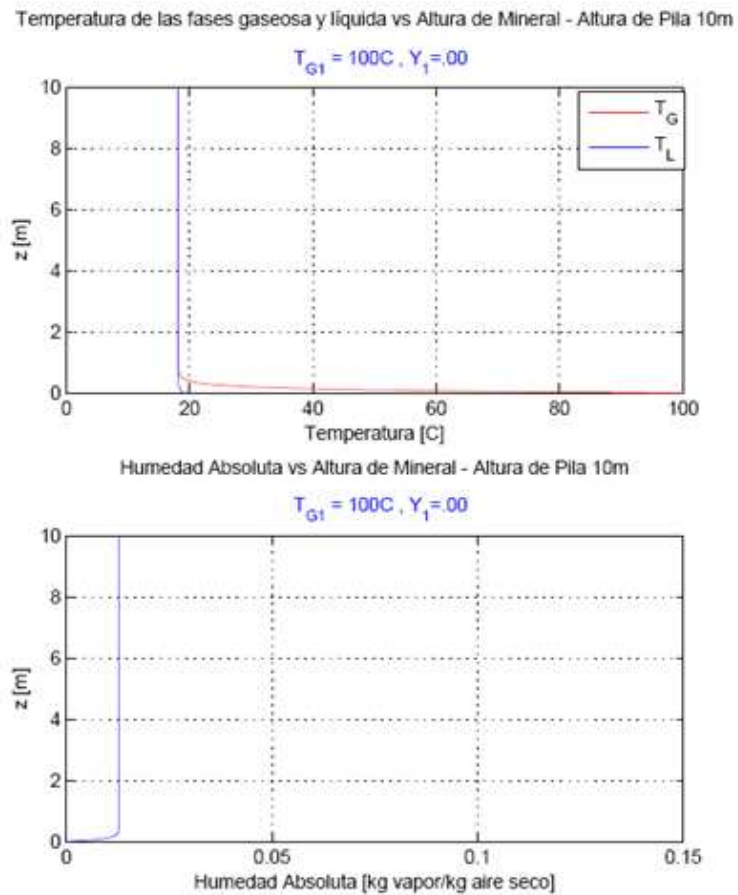 Temperatura de las fases gaseosa y líquida vs Altura de Mineral - Altura de Pila 10m
T_G1 = 100C , Y_1=.00
10
8
6
4
2
0
z [m]
T_G
T_L
0 20 40 60 80 100
Temperatura [C]
Humedad Absoluta vs Altura de Mineral - Altura de Pila 10m
T_G1 = 100C , Y_1=.00
10
8
6
4
2
0
z [m]
0 0.05 0.1 0.15
Humedad Absoluta [kg vapor/kg aire seco]